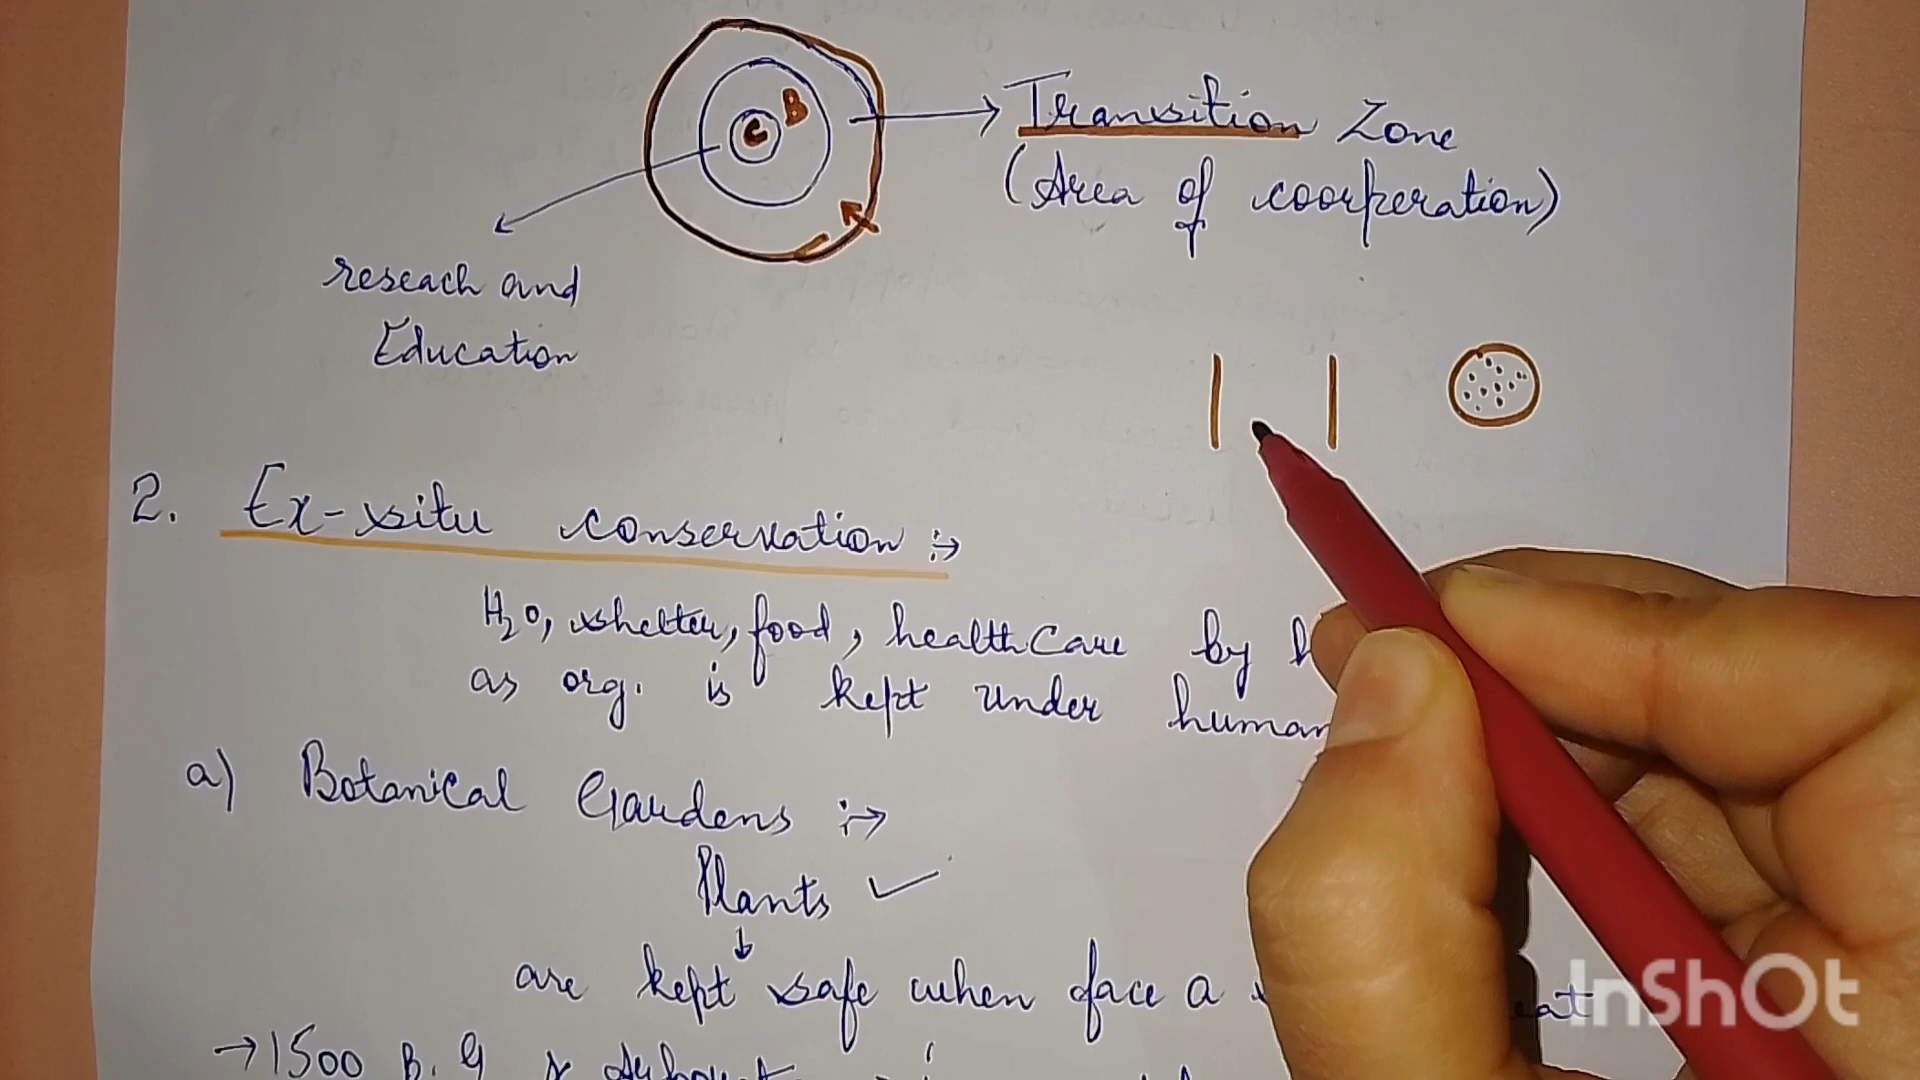 C B
Transition Zone
(Area of coorperation)
reseach and
Education
2. Ex-situ conservation :→
H2O, shelter, food, healthCare by
as org. is kept under human
a) Botanical Gardens :→
Plants ✓
↓
are kept safe when face a
→1500 B.G
InShOt